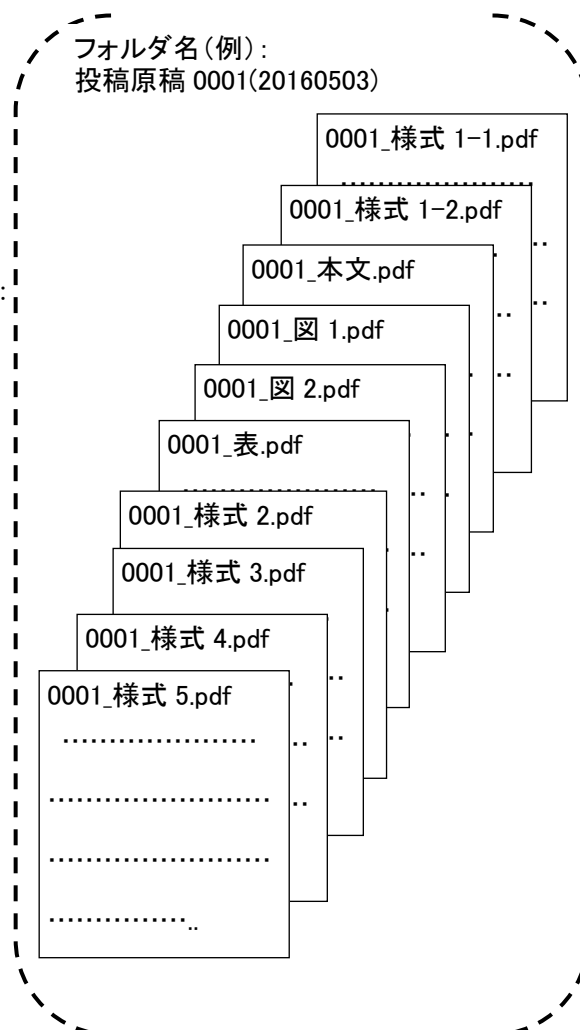 フォルダ名（例）：
投稿原稿 0001(20160503)
0001_様式 1-1.pdf
0001_様式 1-2.pdf
0001_本文.pdf
0001_図 1.pdf
0001_図 2.pdf
0001_表.pdf
0001_様式 2.pdf
0001_様式 3.pdf
0001_様式 4.pdf
0001_様式 5.pdf